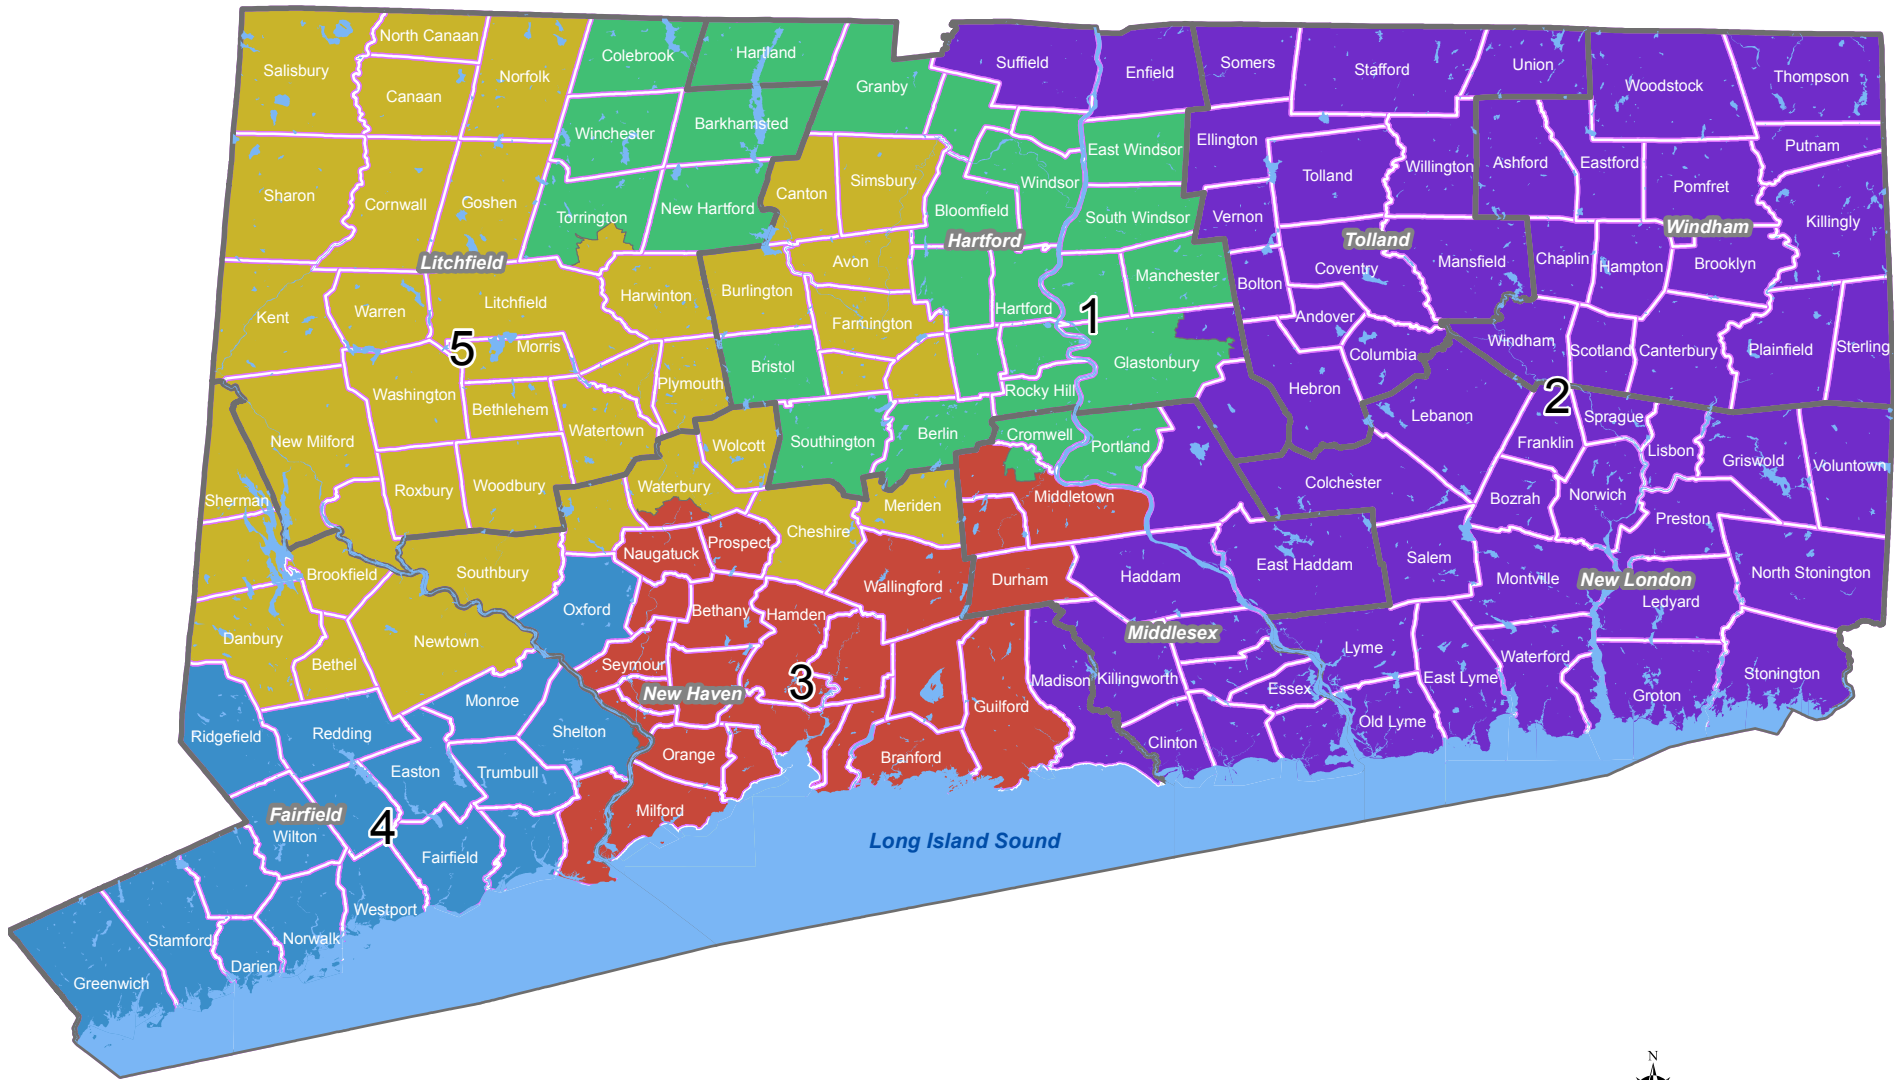 North Canaan
Salisbury
Canaan
Norfolk
Colebrook
Hartland
Granby
Suffield
Enfield
Somers
Stafford
Union
Woodstock
Thompson
Winchester
Barkhamsted
East Windsor
Ellington
Tolland
Willington
Ashford
Eastford
Pomfret
Putnam
Sharon
Cornwall
Goshen
Torrington
New Hartford
Canton
Simsbury
Bloomfield
Windsor
South Windsor
Vernon
Killingly
Litchfield
Hartford
Tolland
Windham
Kent
Warren
Litchfield
Harwinton
Burlington
Avon
Farmington
Hartford
Manchester
Bolton
Coventry
Mansfield
Chaplin
Hampton
Brooklyn
1
Andover
Columbia
Windham
Scotland
Canterbury
Plainfield
Sterling
5
Morris
Washington
Bethlehem
Watertown
Plymouth
Bristol
Rocky Hill
Glastonbury
Hebron
Lebanon
2
Sprague
Franklin
Lisbon
Griswold
Voluntown
New Milford
Roxbury
Woodbury
Wolcott
Southington
Berlin
Cromwell
Portland
Sherman
Waterbury
Cheshire
Meriden
Middletown
Colchester
Bozrah
Norwich
Preston
Brookfield
Southbury
Naugatuck
Prospect
Wallingford
Durham
Haddam
East Haddam
Salem
Montville
New London
Ledyard
North Stonington
Danbury
Bethel
Newtown
Oxford
Bethany
Hamden
Middlesex
Lyme
Waterford
Seymour
New Haven
3
Guilford
Madison
Killingworth
Essex
East Lyme
Groton
Stonington
Ridgefield
Redding
Monroe
Shelton
Orange
Branford
Clinton
Old Lyme
Easton
Trumbull
Milford
Fairfield
Wilton
4
Fairfield
Long Island Sound
Westport
Stamford
Norwalk
Darien
Greenwich
N